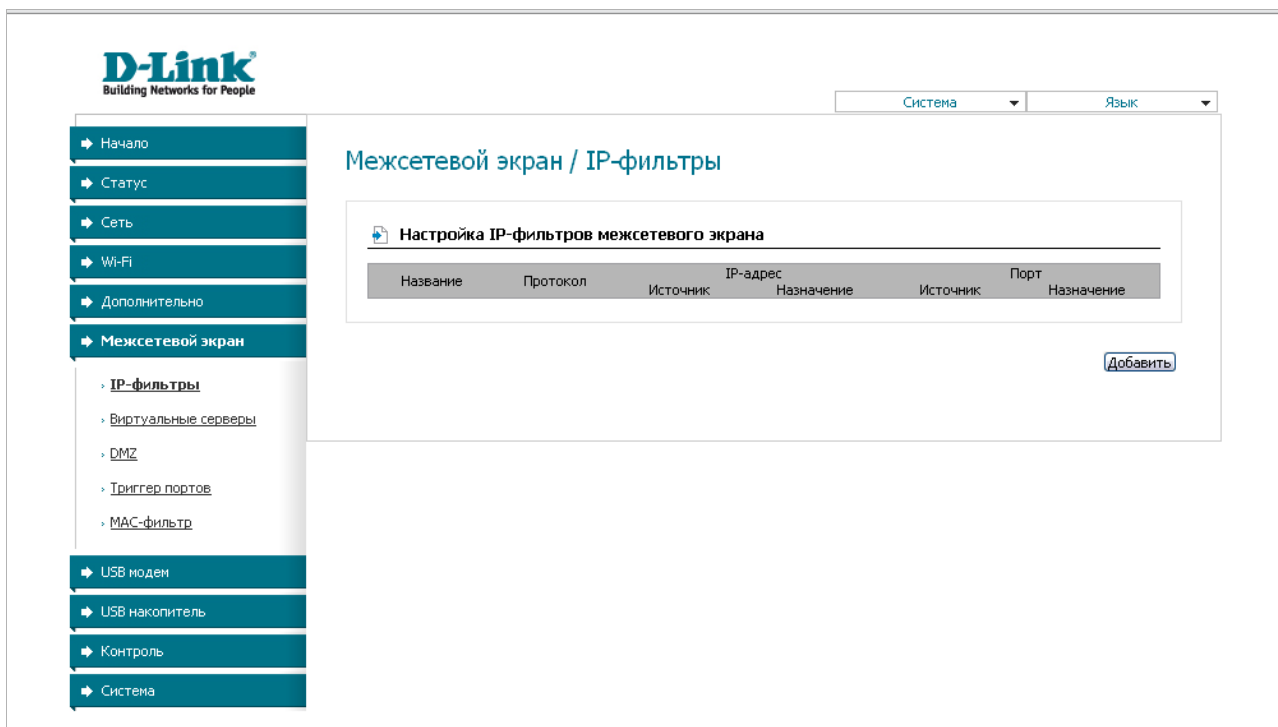 D-Link
Building Networks for People
Система
Язык
Начало
Статус
Сеть
Wi-Fi
Дополнительно
Межсетевой экран
IP-фильтры
Виртуальные серверы
DMZ
Триггер портов
MAC-фильтр
USB модем
USB накопитель
Контроль
Система
Межсетевой экран / IP-фильтры
Настройка IP-фильтров межсетевого экрана
Название Протокол IP-адрес Порт
Источник Назначение Источник Назначение
Добавить